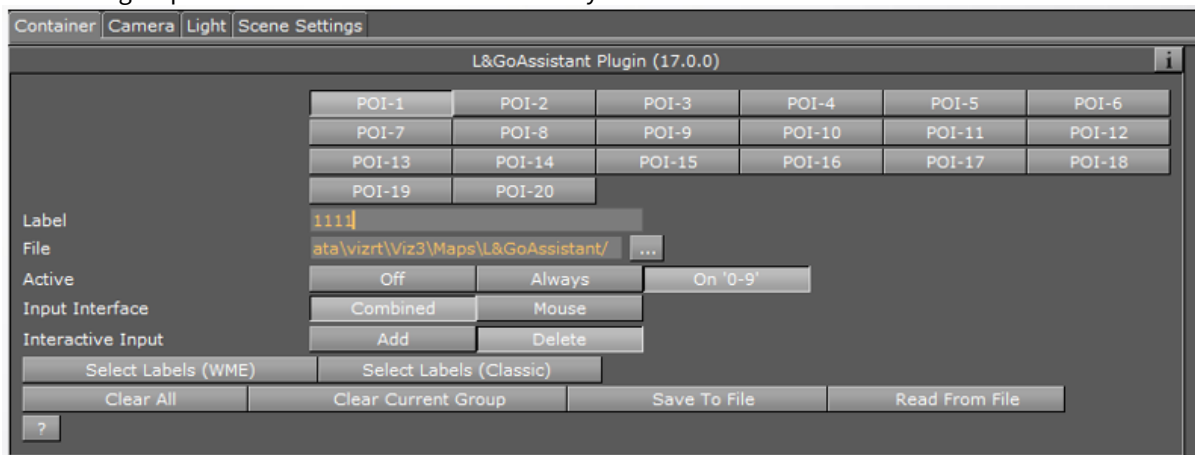 Container Camera Light Scene Settings
L&GoAssistant Plugin (17.0.0) i
POI-1 POI-2 POI-3 POI-4 POI-5 POI-6
POI-7 POI-8 POI-9 POI-10 POI-11 POI-12
POI-13 POI-14 POI-15 POI-16 POI-17 POI-18
POI-19 POI-20
Label 1111
File ata\vizrt\Viz3\Maps\L&GoAssistant/ ...
Active Off Always On '0-9'
Input Interface Combined Mouse
Interactive Input Add Delete
Select Labels (WME) Select Labels (Classic)
Clear All Clear Current Group Save To File Read From File
?